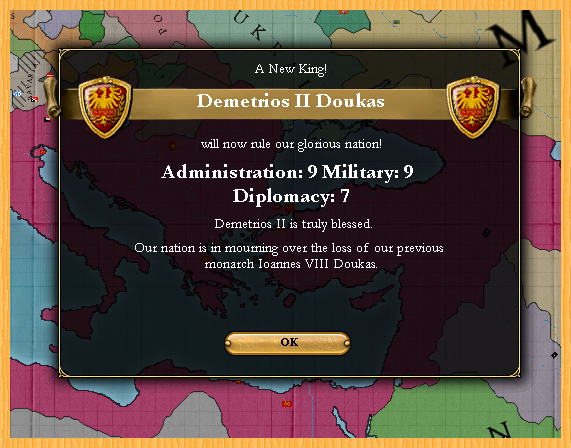 A New King!
Demetrios II Doukas
will now rule our glorious nation!
Administration: 9 Military: 9
Diplomacy: 7
Demetrios II is truly blessed.
Our nation is in mourning over the loss of our previous
monarch Ioannes VIII Doukas.
OK